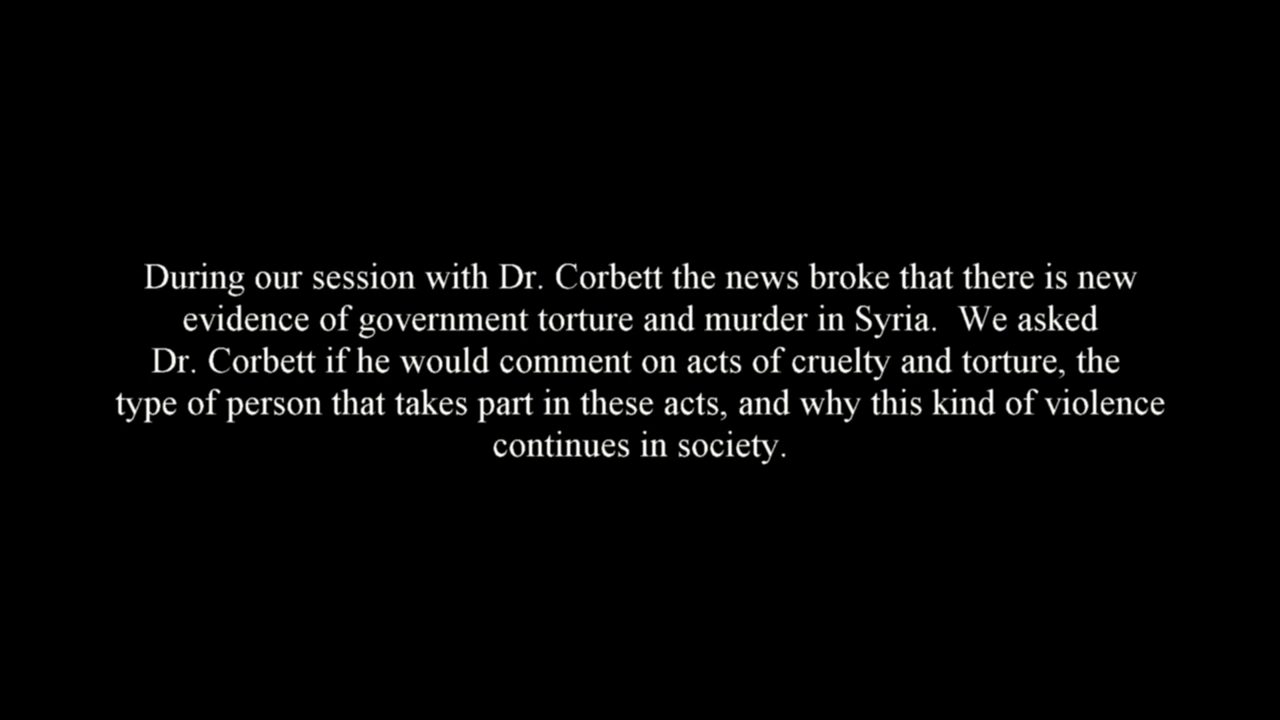 During our session with Dr. Corbett the news broke that there is new
evidence of government torture and murder in Syria.  We asked
Dr. Corbett if he would comment on acts of cruelty and torture, the
type of person that takes part in these acts, and why this kind of violence
continues in society.